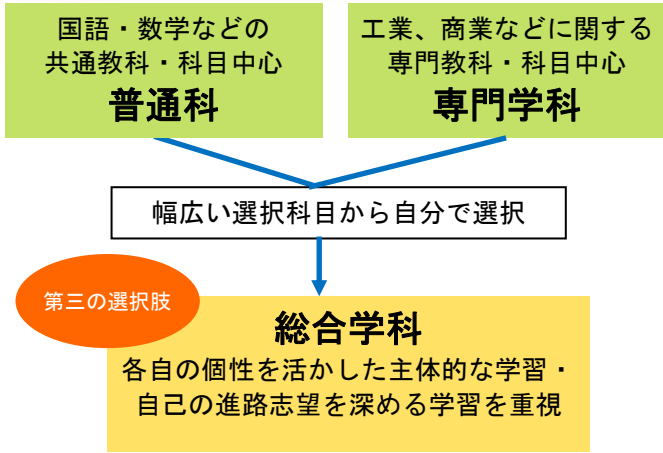 国語・数学などの
共通教科・科目中心
普通科
工業、商業などに関する
専門教科・科目中心
専門学科
幅広い選択科目から自分で選択
第三の選択肢
総合学科
各自の個性を活かした主体的な学習・
自己の進路志望を深める学習を重視